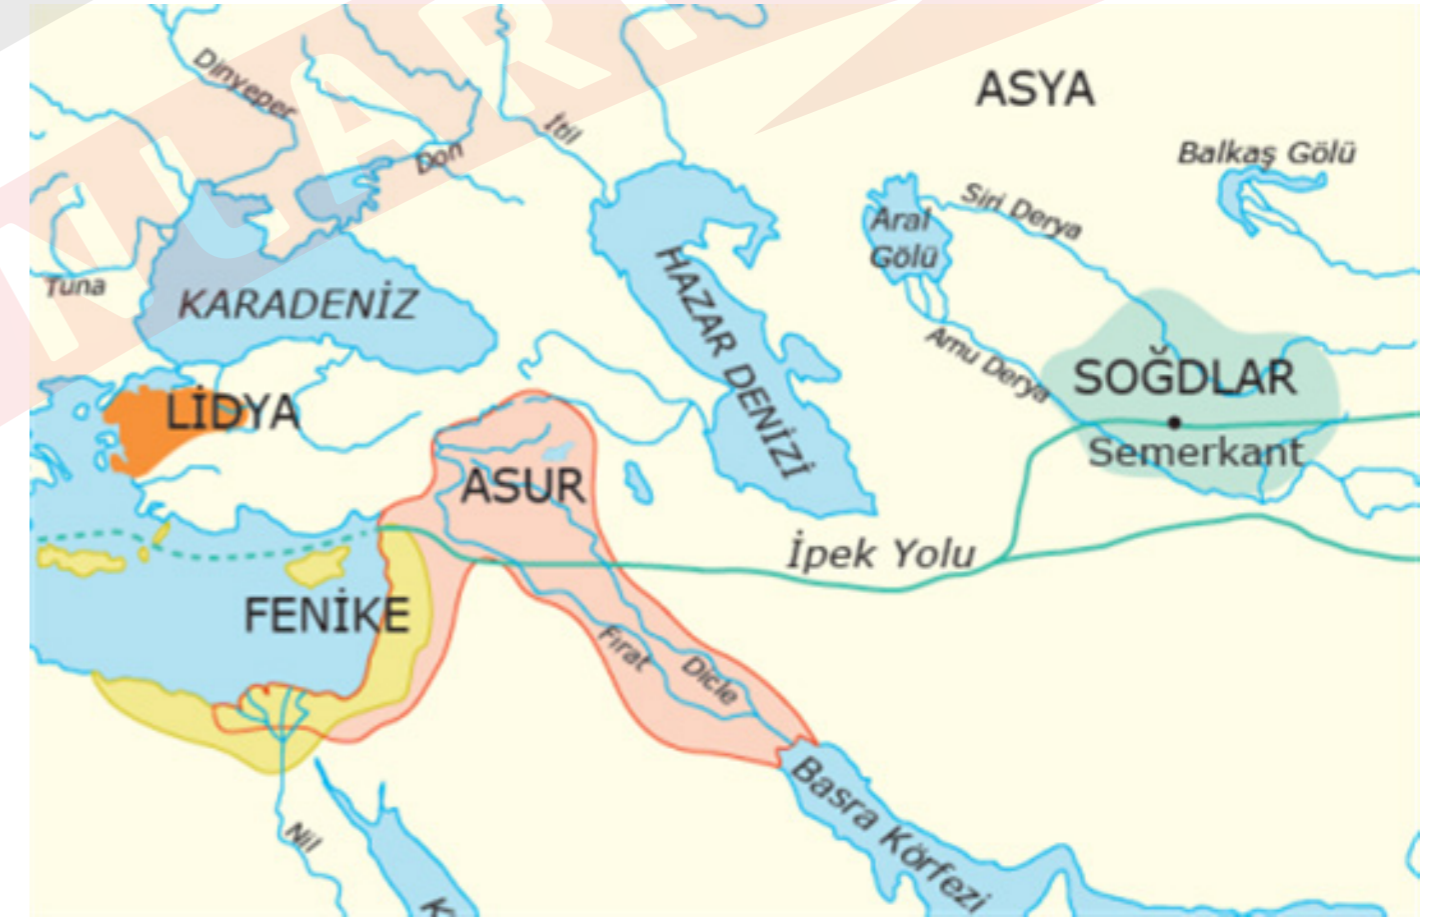 Dinyeper
Don
İtil
ASYA
Balkaş Gölü
Siri Derya
Aral
Gölü
Tuna
KARADENİZ
HAZAR DENİZİ
Amu Derya
SOĞDLAR
Semerkant
LİDYA
ASUR
İpek Yolu
FENİKE
Fırat
Dicle
Basra Körfezi
Nil